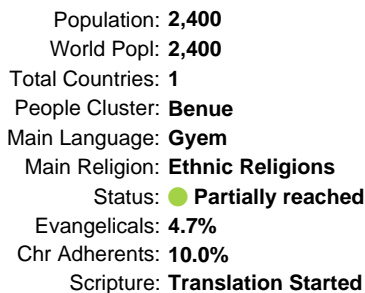 Population: 2,400
World Popl: 2,400
Total Countries: 1
People Cluster: Benue
Main Language: Gyem
Main Religion: Ethnic Religions
Status: Partially reached
Evangelicals: 4.7%
Chr Adherents: 10.0%
Scripture: Translation Started